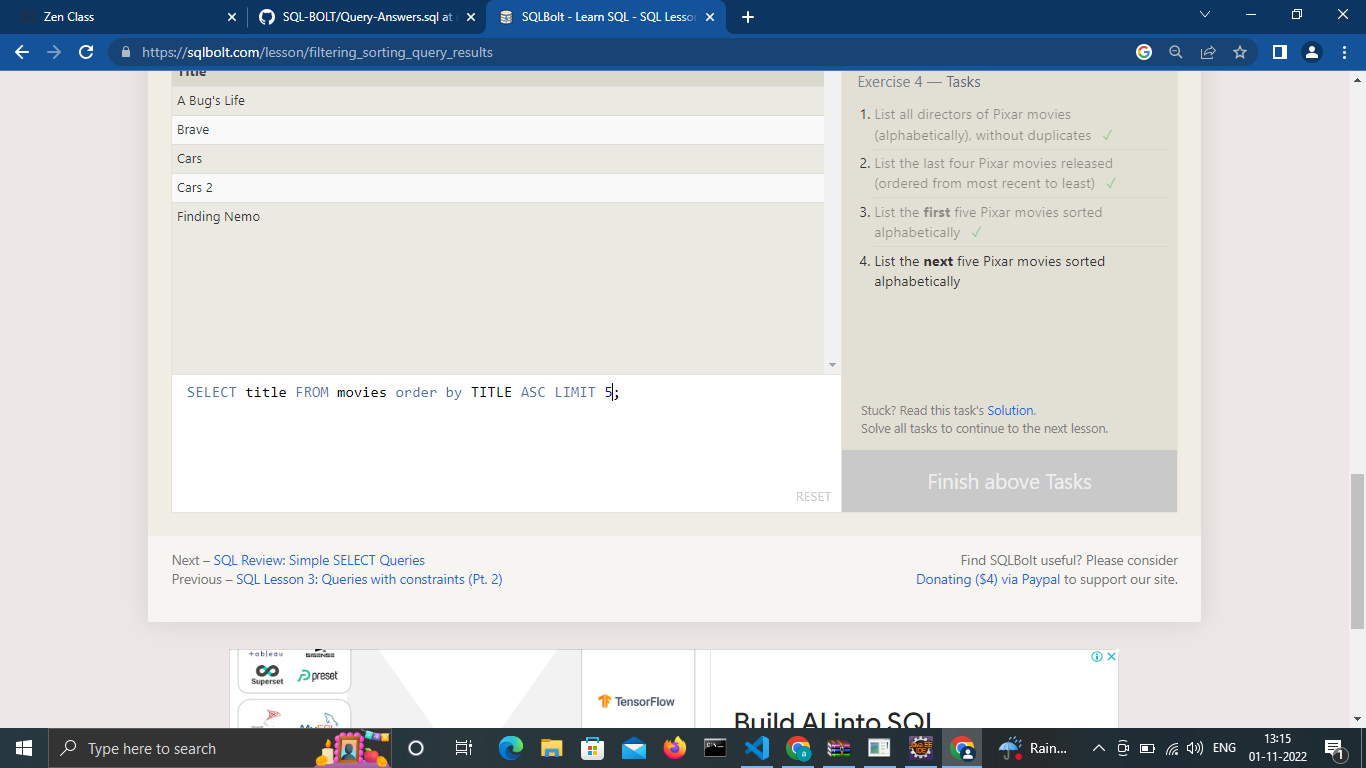 Zen Class
SQL-BOLT/Query-Answers.sql at
SQLBolt - Learn SQL - SQL Lesson
https://sqlbolt.com/lesson/filtering_sorting_query_results
Title
A Bug's Life
Brave
Cars
Cars 2
Finding Nemo
SELECT title FROM movies order by TITLE ASC LIMIT 5;
RESET
Exercise 4 — Tasks
1. List all directors of Pixar movies
(alphabetically), without duplicates ✓
2. List the last four Pixar movies released
(ordered from most recent to least) ✓
3. List the first five Pixar movies sorted
alphabetically ✓
4. List the next five Pixar movies sorted
alphabetically
Stuck? Read this task's Solution.
Solve all tasks to continue to the next lesson.
Finish above Tasks
Next – SQL Review: Simple SELECT Queries
Previous – SQL Lesson 3: Queries with constraints (Pt. 2)
Find SQLBolt useful? Please consider
Donating ($4) via Paypal to support our site.
tableau
SISENSE
Superset
preset
MySQL
TensorFlow
Build AI into SQL
Type here to search
Rain...
ENG
13:15
01-11-2022
1